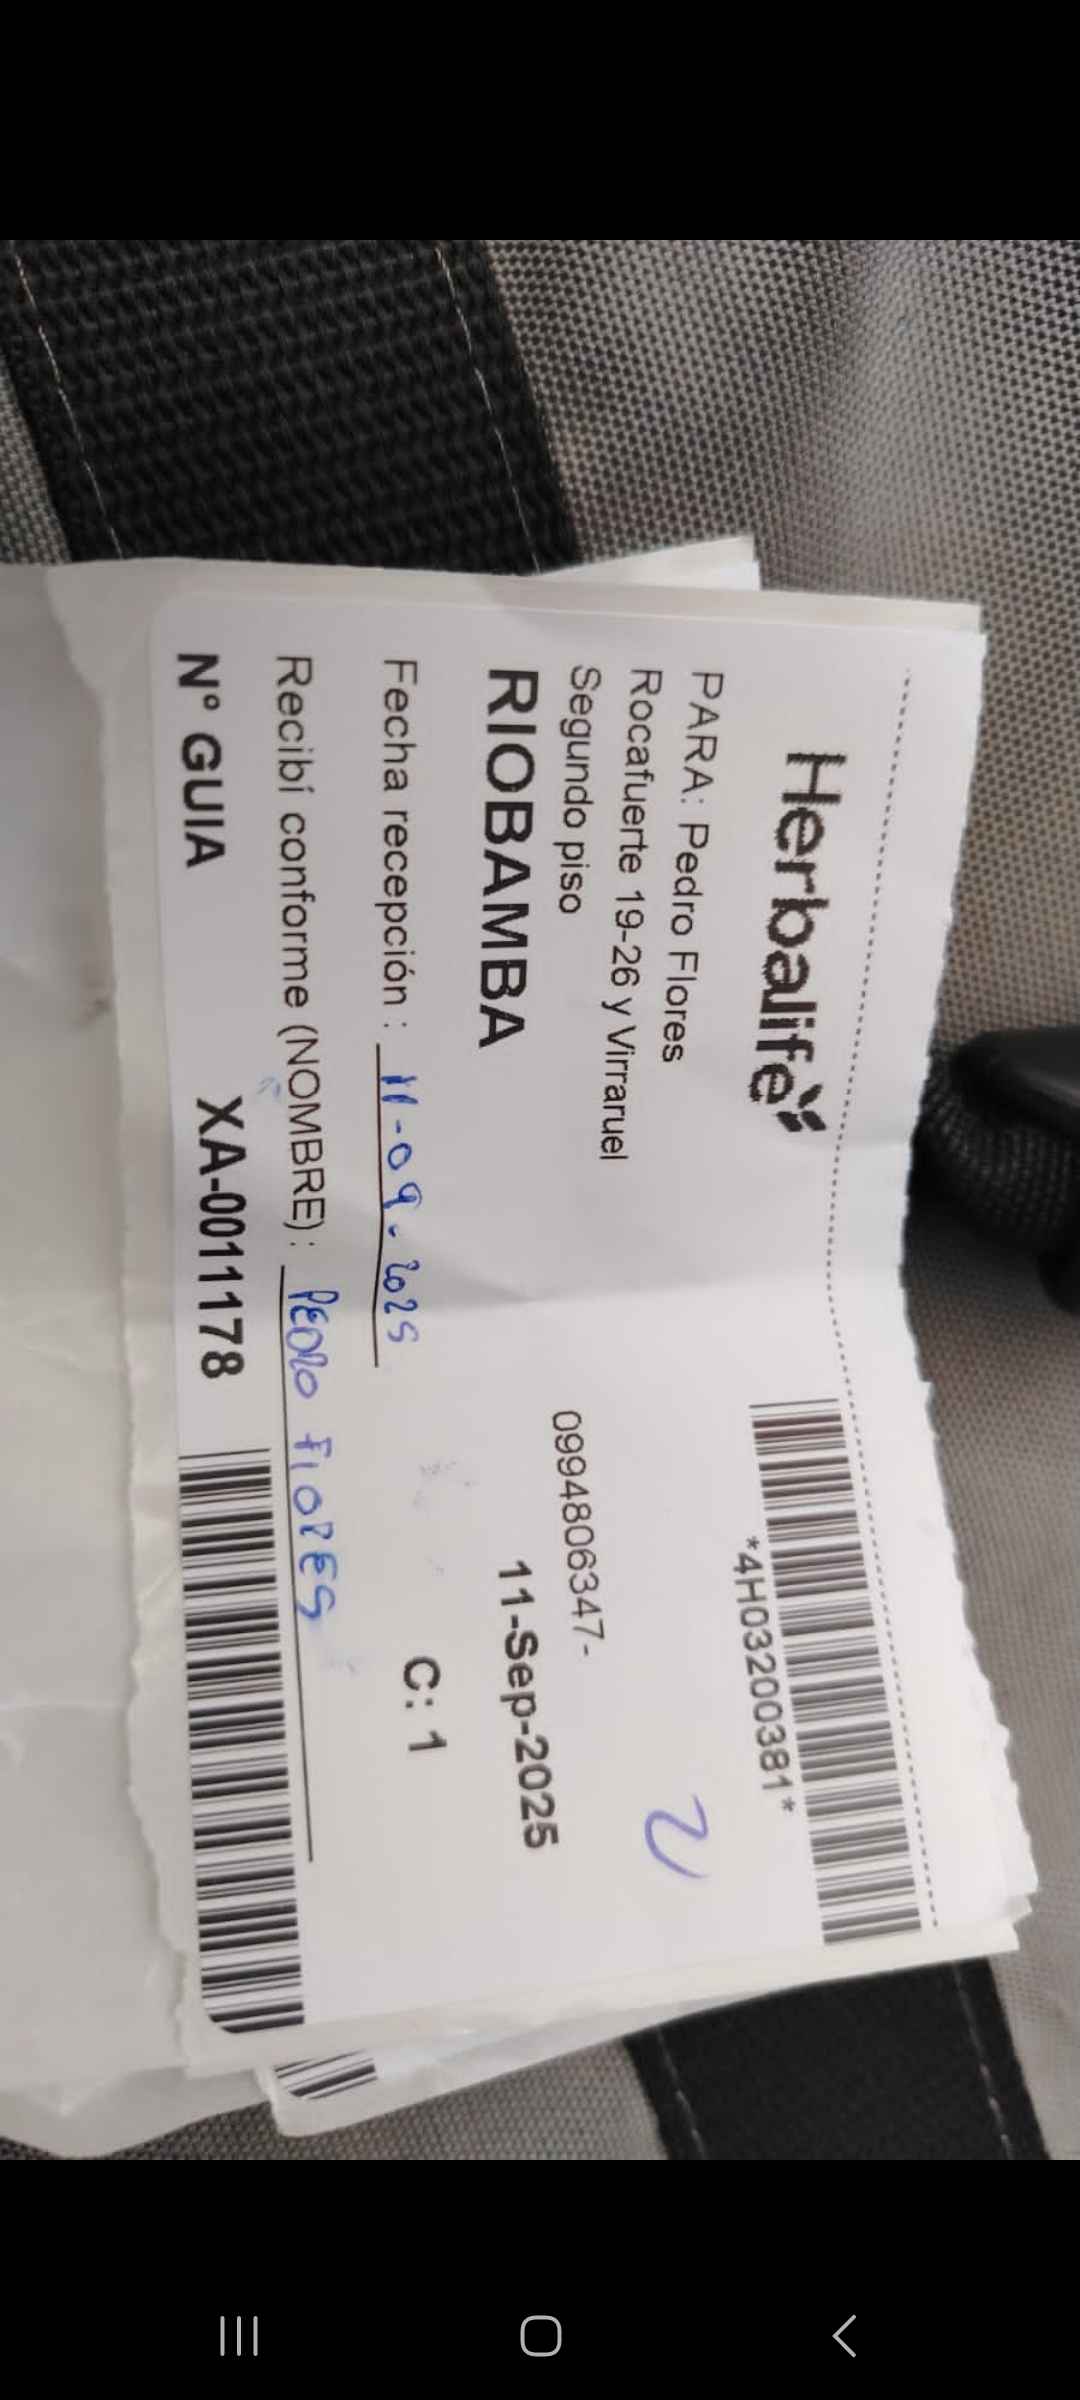 Herbalife
*4H03200381*
PARA: Pedro Flores
Rocafuerte 19-26 y Virraruel
Segundo piso
0994806347-
RIOBAMBA
11-Sep-2025
Fecha recepción : 11-09-2025
C: 1
Recibí conforme (NOMBRE) : PEDRO FlORES
N° GUIA XA-0011178